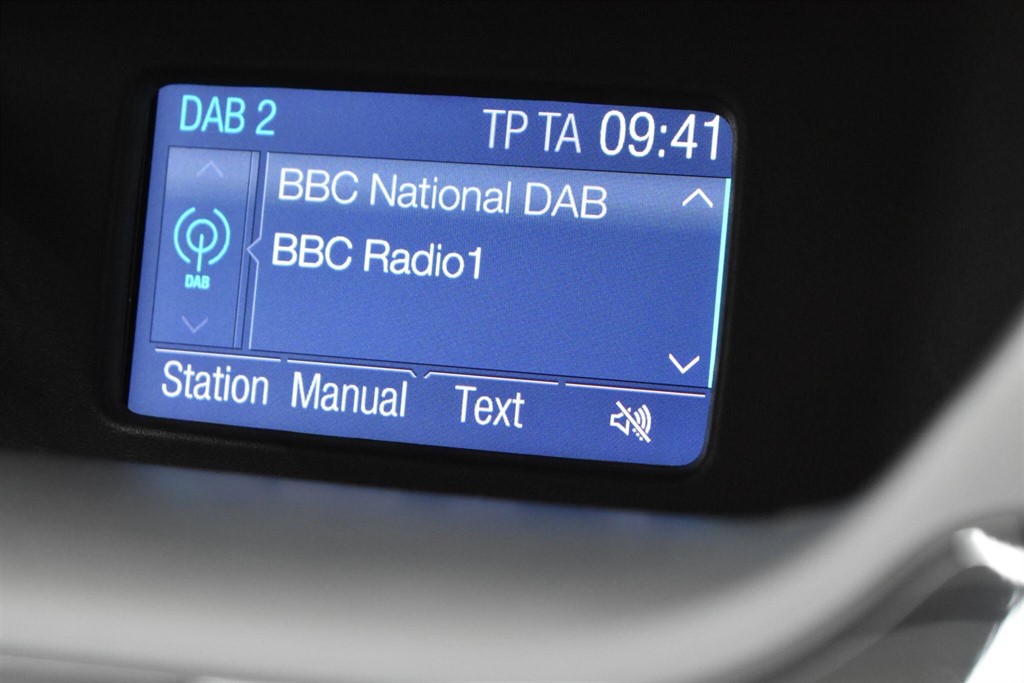 DAB 2 TP TA 09:41
BBC National DAB
BBC Radio1
DAB
Station Manual Text